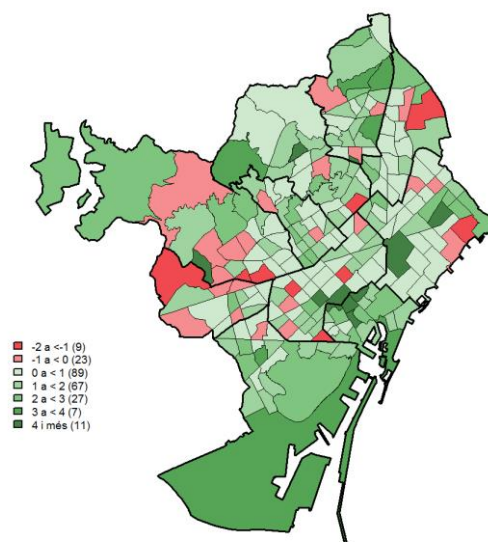 -2 a <-1 (9)
-1 a <0 (23)
0 a < 1 (89)
1 a < 2 (67)
2 a < 3 (27)
3 a < 4 (7)
4 i més (11)